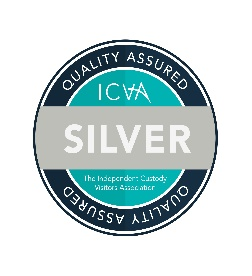 QUALITY ASSURED
ICVA
SILVER
The Independent Custody
Visitors Association
QUALITY ASSURED